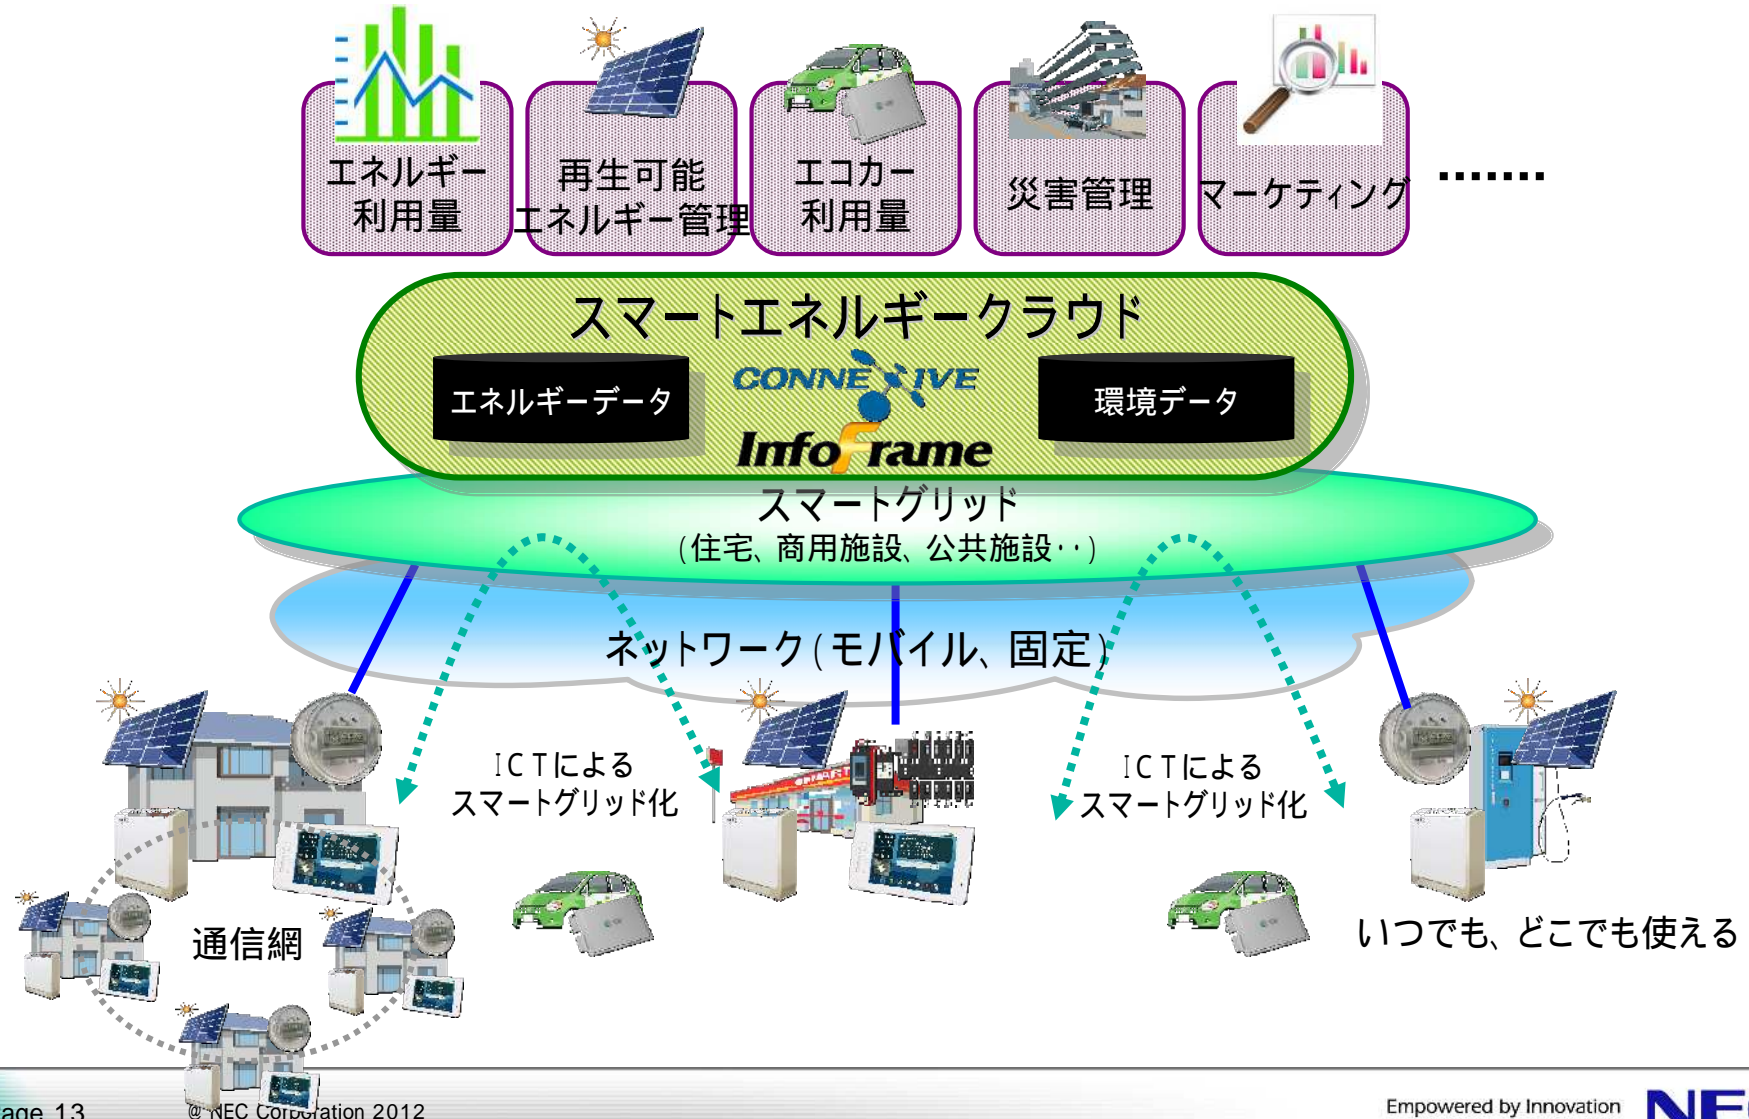 エネルギー
利用量
再生可能
エネルギー管理
エコカー
利用量
災害管理
マーケティング
·······
スマートエネルギークラウド
エネルギーデータ
CONNEXIVE
InfoFrame
環境データ
スマートグリッド
(住宅、商用施設、公共施設··)
ネットワーク(モバイル、固定)
ICTによる
スマートグリッド化
ICTによる
スマートグリッド化
通信網
いつでも、どこでも使える
age 13
@ NEC Corporation 2012
Empowered by Innovation
NEC